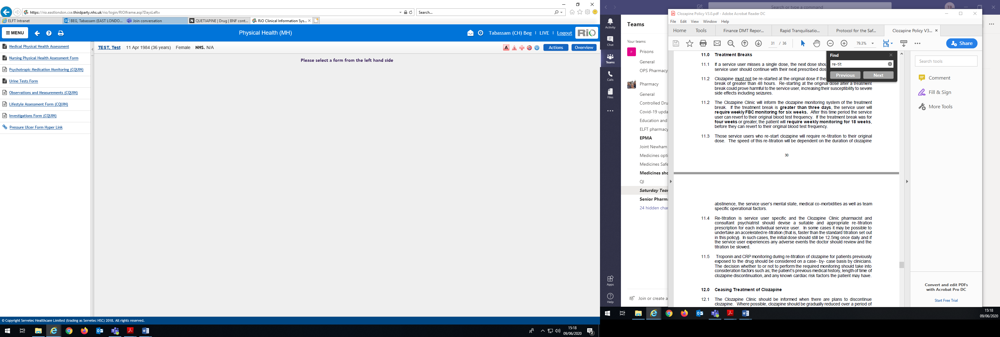 https://rio.eastlondon.cse.thirdparty.nhs.uk/rio/login/RIOIframe.asp?DaysLeft=
Search...
ELFT Intranet
BEG, Tabassam (EAST LONDO...
Join conversation
QUETIAPINE | Drug | BNF cont...
RiO Clinical Information Sys...
MENU
Physical Health (MH)
Tabassam (CH) Beg | LIVE | Logout
RiO
Medical Physical Health Assessment
Nursing Physical Health Assessment Form
Psychotropic Medication Monitoring (CQUIN)
Urine Tests Form
Observations and Measurements (CQUIN)
Lifestyle Assessment Form (CQUIN)
Investigations Form (CQUIN)
Pressure Ulcer Form Hyper Link
TEST, Test 11 Apr 1984 (36 years) Female NHS. N/A
A
Actions
Overview
Please select a form from the left hand side
© Copyright Servelec Healthcare Limited (trading as Servelec HSC) 2018. All rights reserved.
15:18
09/06/2020
2
Search or type a command
TB
Activity
Chat
Teams
Calls
Files
Apps
Help
Teams
Your teams
P
Prisons
General
OPS Pharmacy
Pharmacy
General
Controlled Dru
Covid-19 upda
Education and
ELFT pharmacy
EPMA
Joint Newham
Medicines opti
Medicines Safe
Medicines sho
QI
Saturday Tear
Senior Pharma
24 hidden char
Join or create a
Clozapine Policy V3.0.pdf - Adobe Acrobat Reader DC
File Edit View Window Help
Home
Tools
Finance DMT Repor...
Rapid Tranquilisatio...
Protocol for the Saf...
Clozapine Policy V3...
31 / 36
79.3%
Share
Find
re-tit
Previous
Next
11.0 Treatment Breaks
11.1 If a service user misses a single dose, the next dose shou
service user should continue with their next prescribed dos
11.2 Clozapine must not be re-started at the original dose if ther
break of greater than 48 hours. Re-starting at the original dose after a treatment
break could prove harmful to the service user, increasing their susceptibility to severe
side effects including seizures.
11.2 The Clozapine Clinic will inform the clozapine monitoring system of the treatment
break. If the treatment break is greater than three days, the service user will
require weekly FBC monitoring for six weeks. After this time period the service
user can revert to their original blood test frequency. If the treatment break was for
four weeks or greater, the patient will require weekly monitoring for 18 weeks,
before they can revert to their original blood test frequency.
11.3 Those service users who re-start clozapine will require re-titration to their original
dose. The speed of this re-titration will be dependent on the duration of clozapine
30
abstinence, the service user's mental state, medical co-morbidities as well as team
specific operational factors.
11.4 Re-titration is service user specific and the Clozapine Clinic pharmacist and
consultant psychiatrist should devise a suitable and appropriate re-titration
prescription for each individual service user. In some cases it may be possible to
undertake an accelerated re-titration (that is, faster than the standard titration set out
in this policy). In such cases, the initial dose should still be 12.5mg once daily and if
the service user experiences any adverse events the doctor should review and the
titration be slowed.
11.5 Troponin and CRP monitoring during re-titration of clozapine for patients previously
exposed to the drug should be considered on a case- by- case basis by clinicians.
The decision whether to or not to perform the required monitoring should take into
consideration factors such as; the patient's previous medical history, length of time of
clozapine discontinuation, and any known cardiac risk factors the patient may have.
12.0 Ceasing Treatment of Clozapine
12.1 The Clozapine Clinic should be informed when there are plans to discontinue
clozapine. Where possible, clozapine should be gradually reduced over a period of
Search tools
Comment
Fill & Sign
More Tools
Convert and edit PDFs
with Acrobat Pro DC
Start Free Trial
15:18
09/06/2020